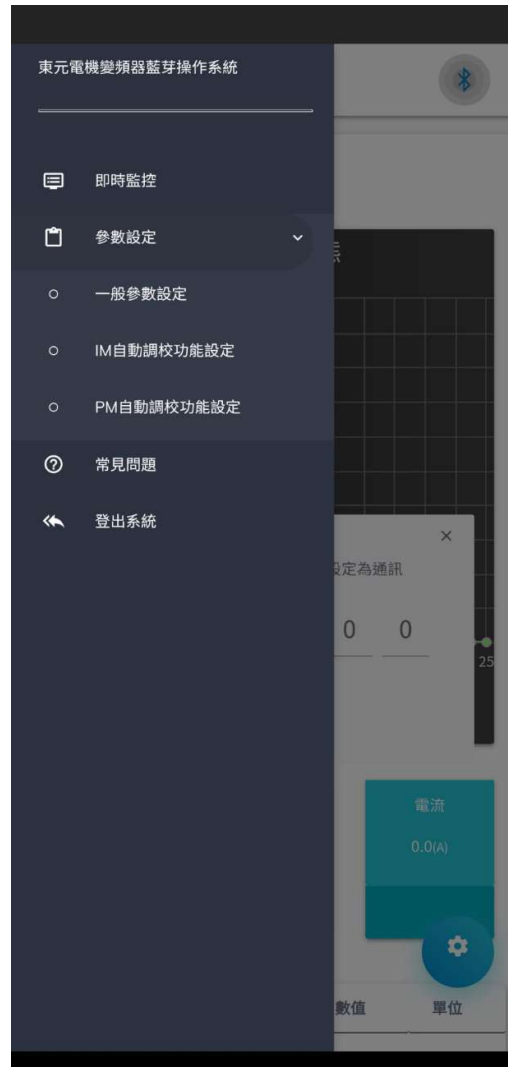 東元電機變頻器藍芽操作系統
即時監控
參數設定
一般參數設定
IM自動調校功能設定
PM自動調校功能設定
常見問題
登出系統
設定為通訊
0 0
25
電流
0.0(A)
數值 單位